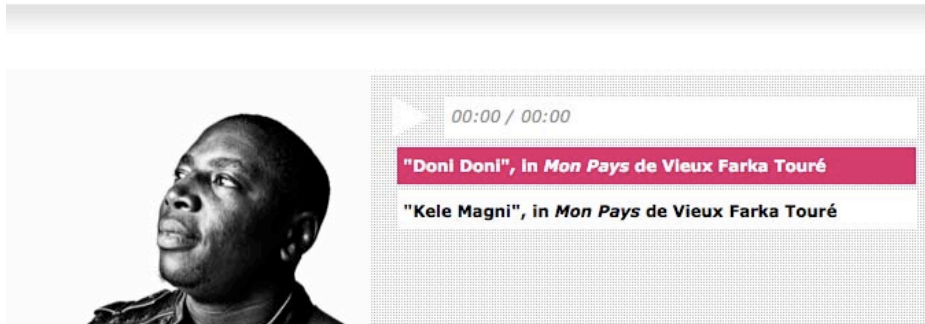 00:00 / 00:00
"Doni Doni", in Mon Pays de Vieux Farka Touré
"Kele Magni", in Mon Pays de Vieux Farka Touré